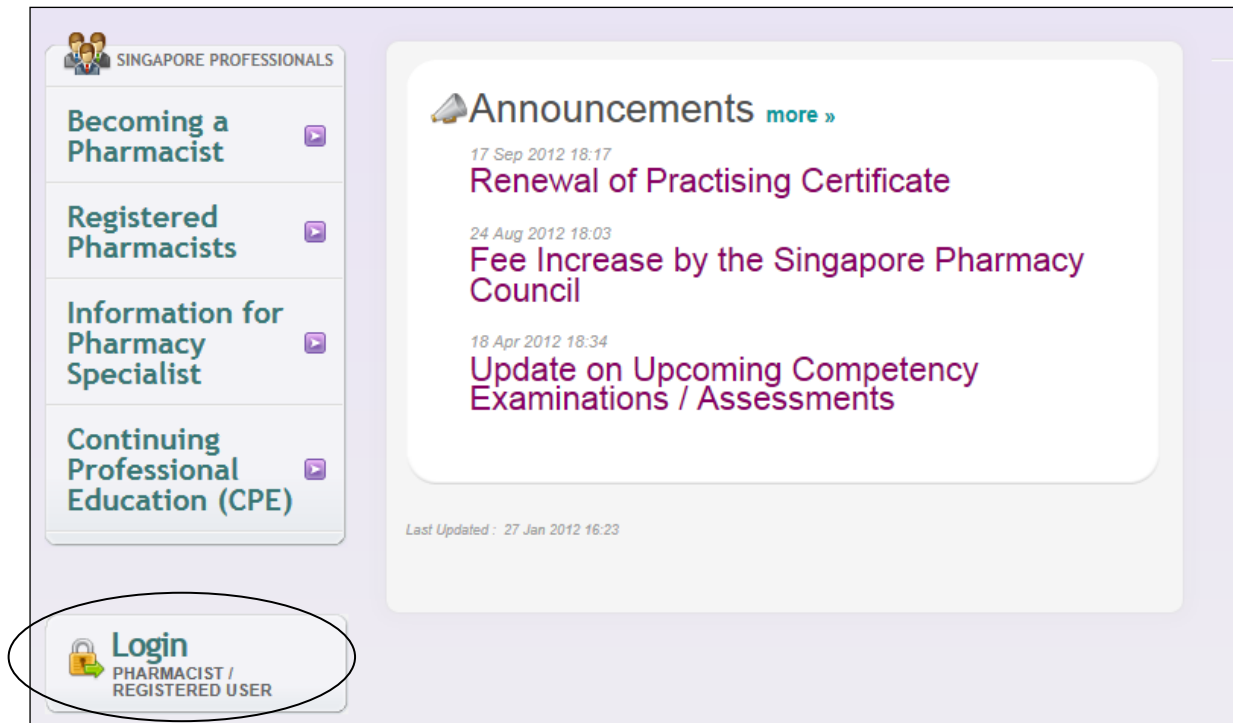 SINGAPORE PROFESSIONALS
Becoming a
Pharmacist
Registered
Pharmacists
Information for
Pharmacy
Specialist
Continuing
Professional
Education (CPE)
Login
PHARMACIST /
REGISTERED USER
Announcements more »
17 Sep 2012 18:17
Renewal of Practising Certificate
24 Aug 2012 18:03
Fee Increase by the Singapore Pharmacy
Council
18 Apr 2012 18:34
Update on Upcoming Competency
Examinations / Assessments
Last Updated : 27 Jan 2012 16:23